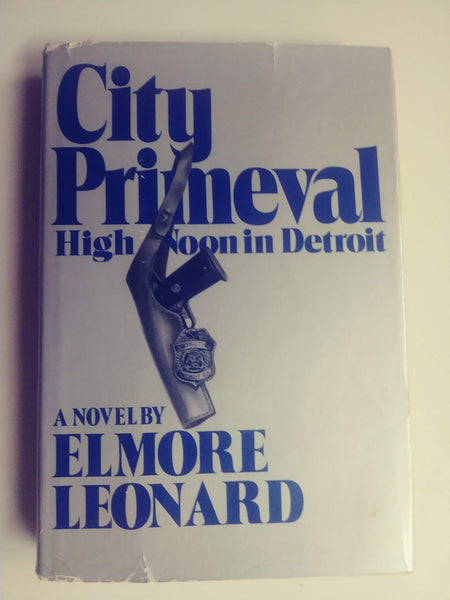 City
Primeval
High Noon in Detroit
A NOVEL BY
ELMORE
LEONARD